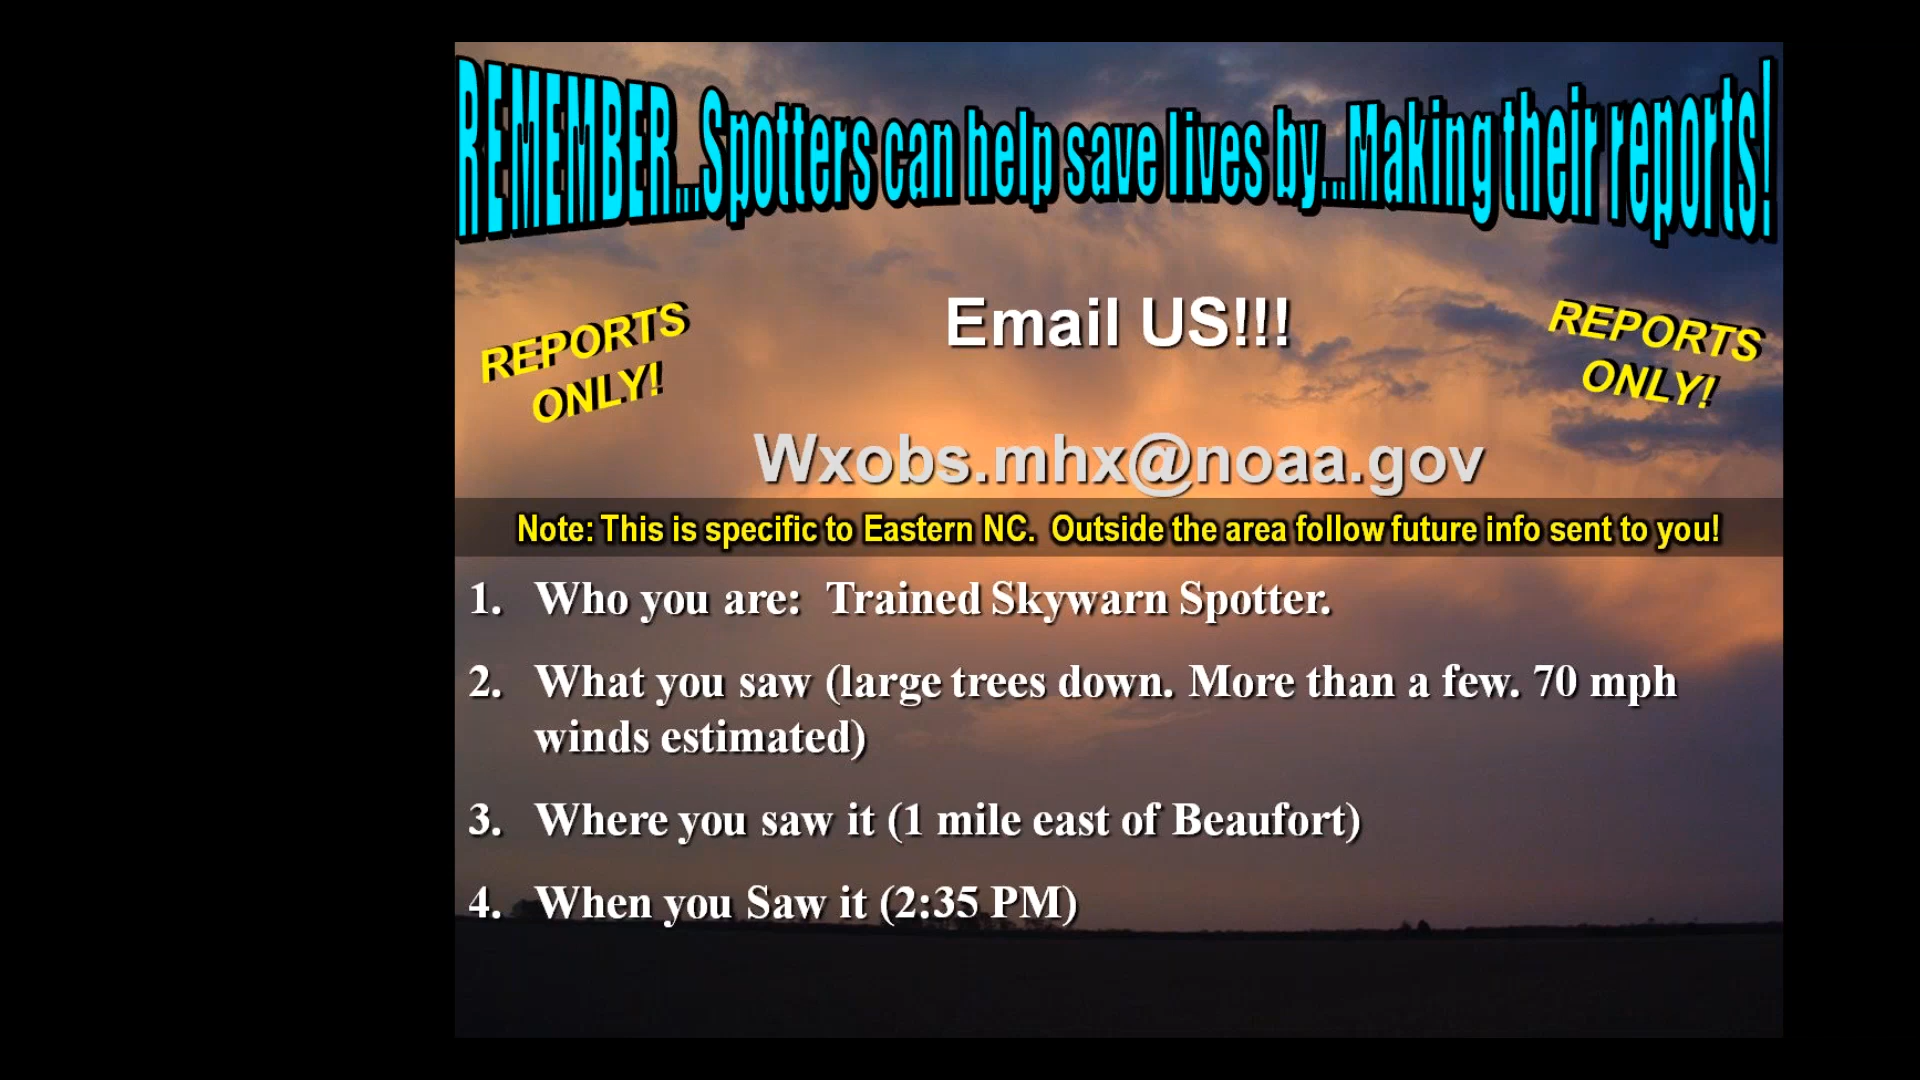 REMEMBER...Spotters can help save lives by...Making their reports!
REPORTS
ONLY!
Email US!!!
REPORTS
ONLY!
Wxobs.mhx@noaa.gov
Note: This is specific to Eastern NC.  Outside the area follow future info sent to you!
1. Who you are:  Trained Skywarn Spotter.
2. What you saw (large trees down. More than a few. 70 mph
winds estimated)
3. Where you saw it (1 mile east of Beaufort)
4. When you Saw it (2:35 PM)